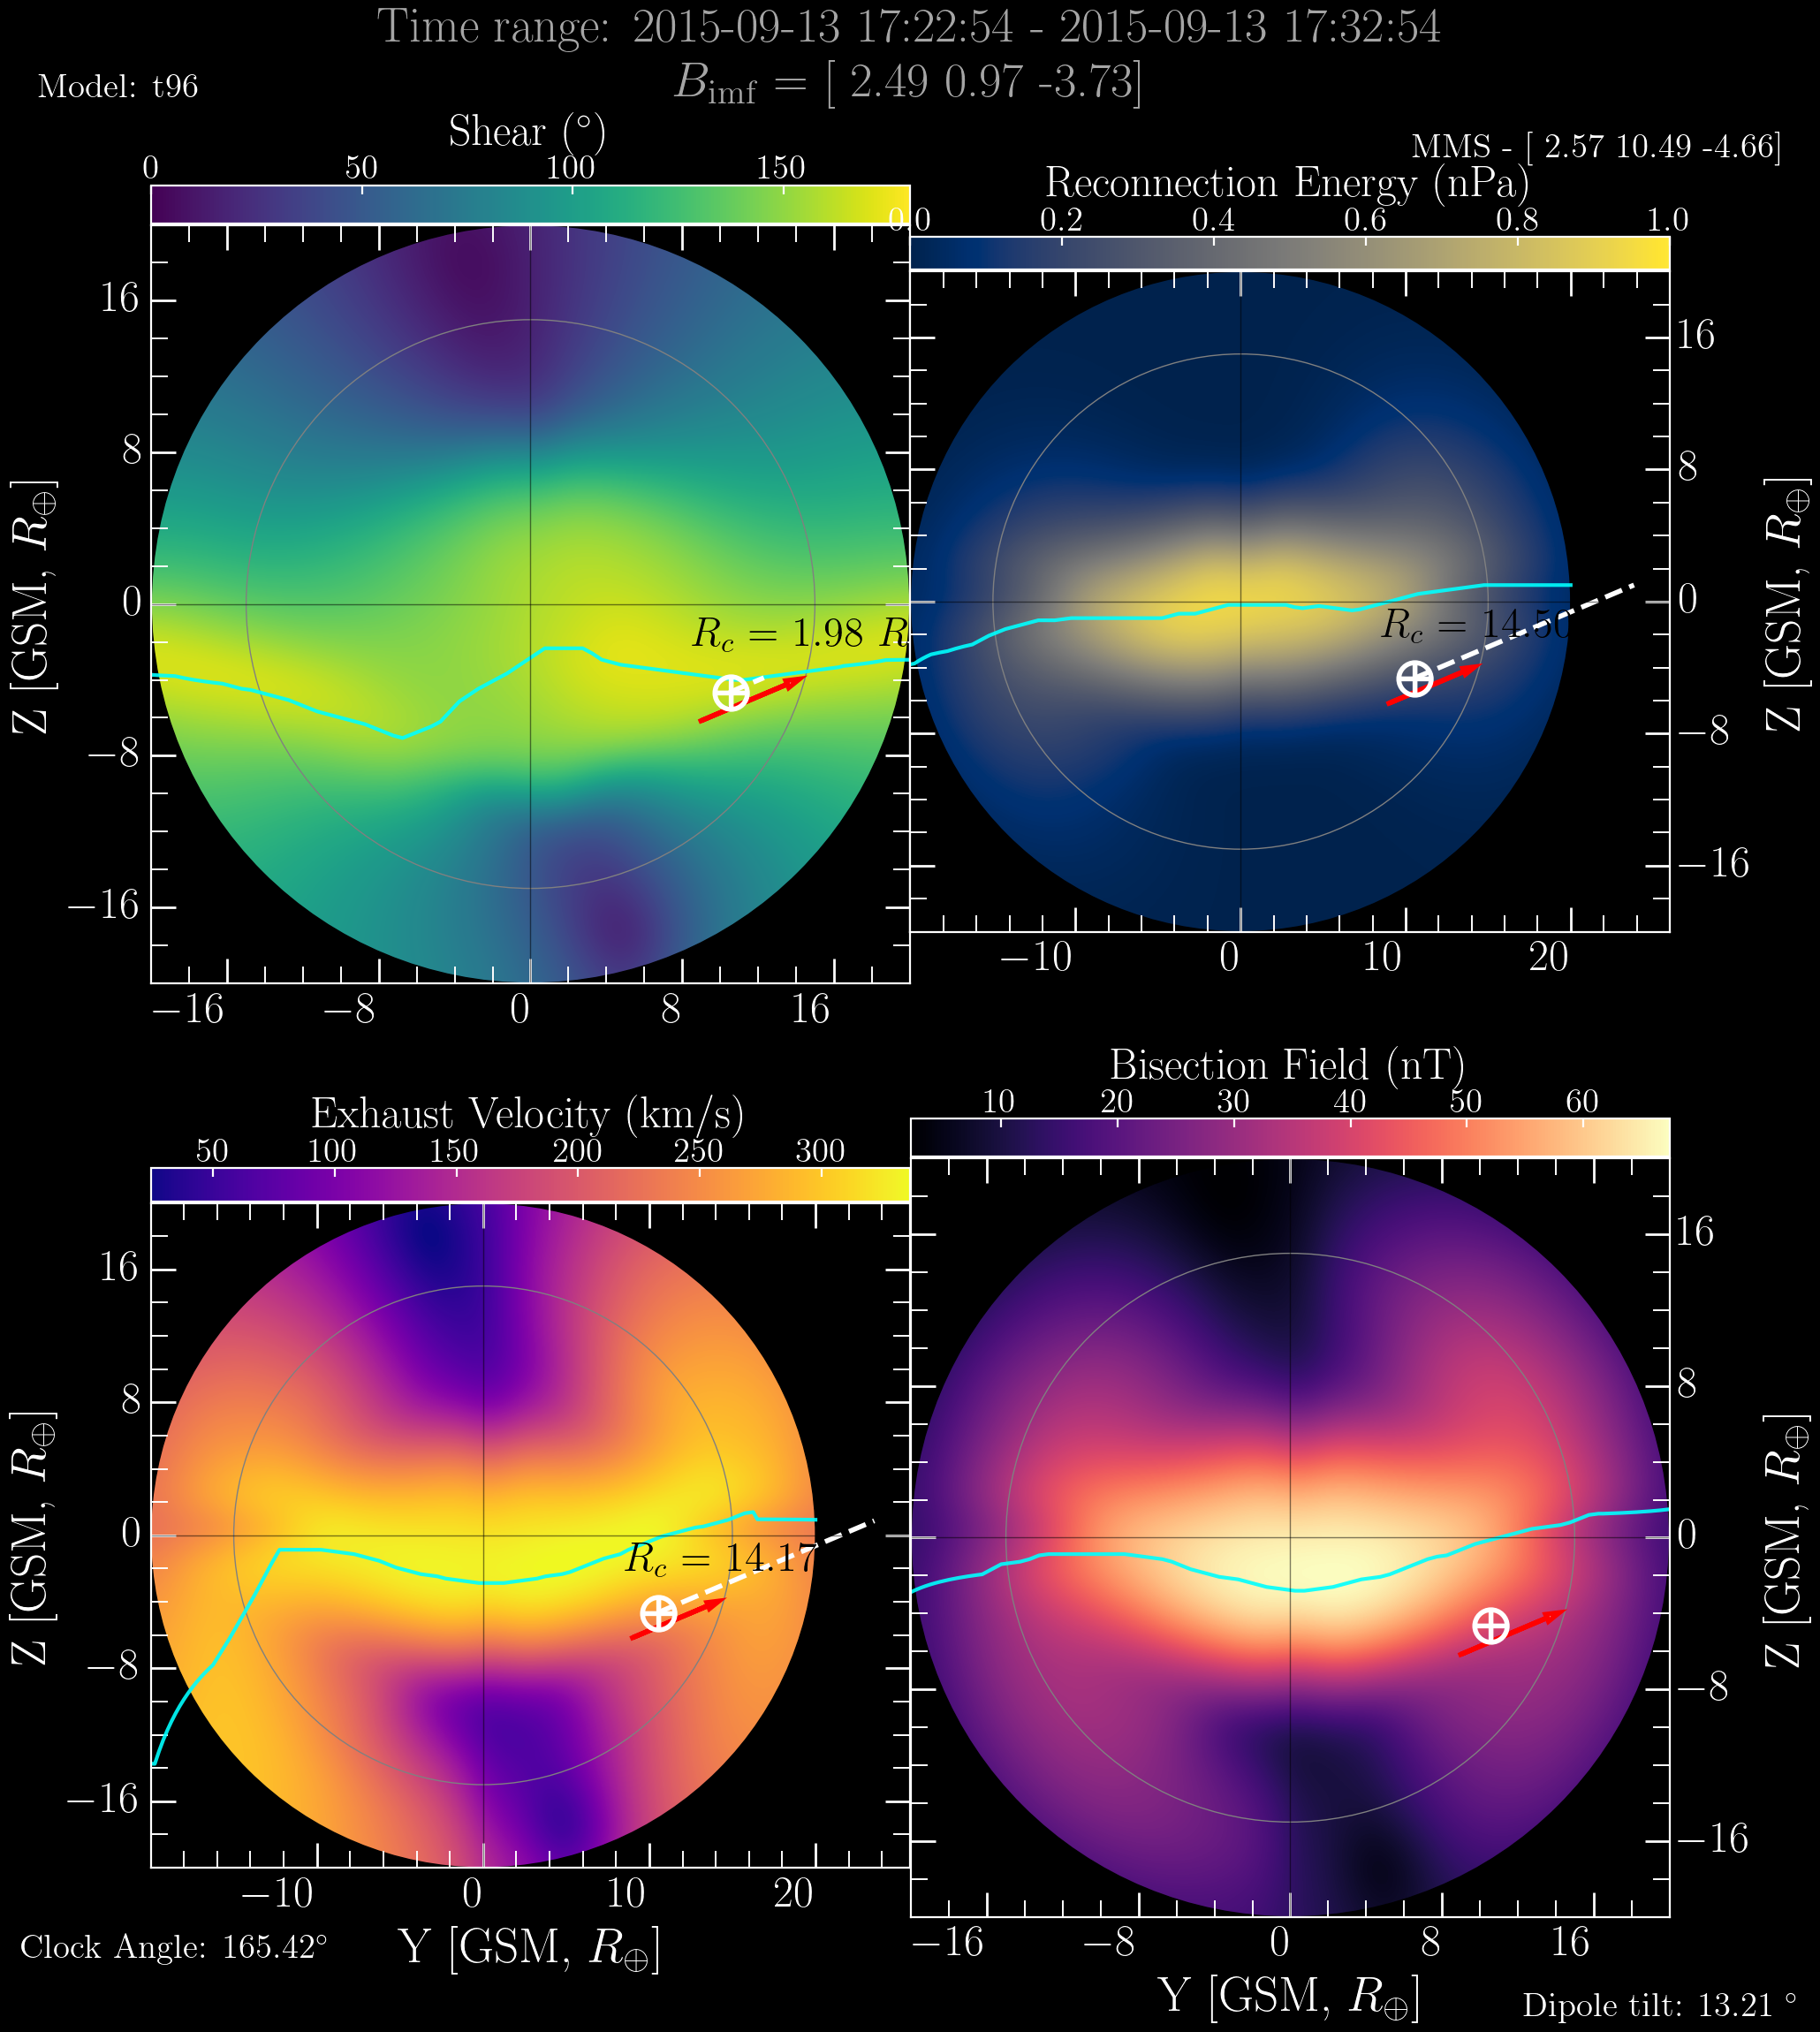 Time range: 2015-09-13 17:22:54 - 2015-09-13 17:32:54
Model: t96
B_imf = [ 2.49 0.97 -3.73]
MMS - [ 2.57 10.49 -4.66]
Shear (°)
0 50 100 150
Z [GSM, R⊕]
16
8
0
−8
−16
−16 −8 0 8 16
R_c = 1.98 R
Reconnection Energy (nPa)
0.0 0.2 0.4 0.6 0.8 1.0
R_c = 14.50
16
8
0
−8
−16
Z [GSM, R⊕]
−10 0 10 20
Exhaust Velocity (km/s)
50 100 150 200 250 300
Z [GSM, R⊕]
16
8
0
−8
−16
R_c = 14.17
−10 0 10 20
Y [GSM, R⊕]
Clock Angle: 165.42°
Bisection Field (nT)
10 20 30 40 50 60
16
8
0
−8
−16
Z [GSM, R⊕]
−16 −8 0 8 16
Y [GSM, R⊕]
Dipole tilt: 13.21 °